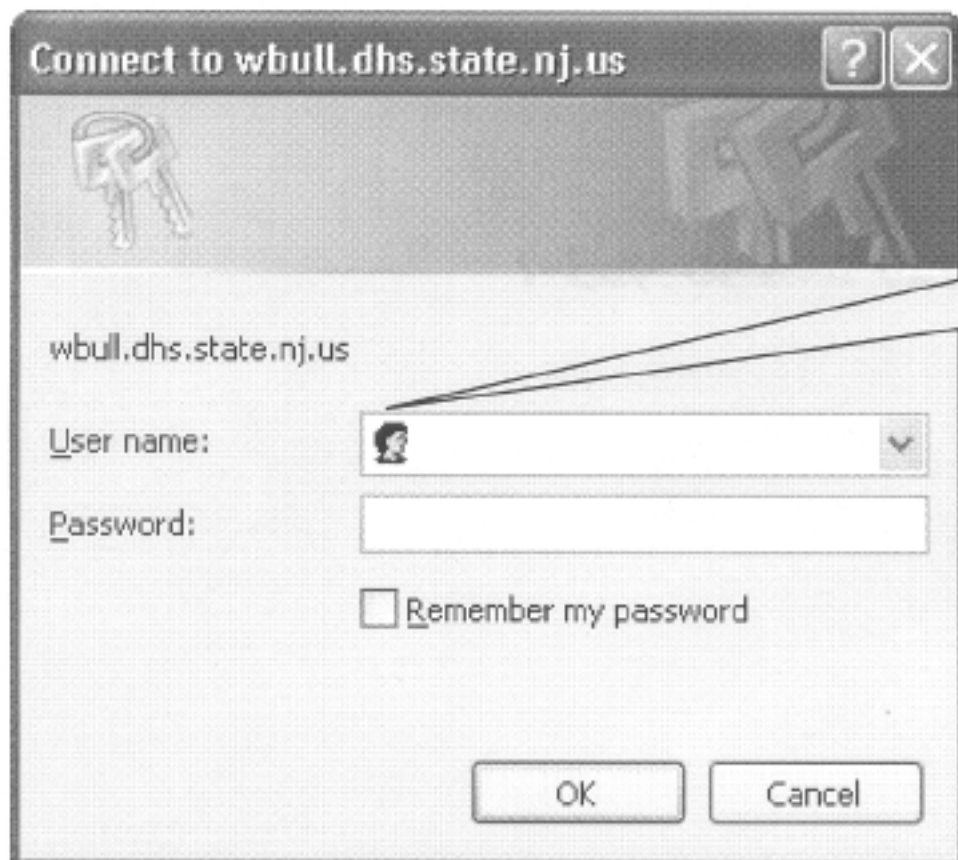 Connect to wbull.dhs.state.nj.us ? X
wbull.dhs.state.nj.us
User name:
Password:
Remember my password
OK Cancel